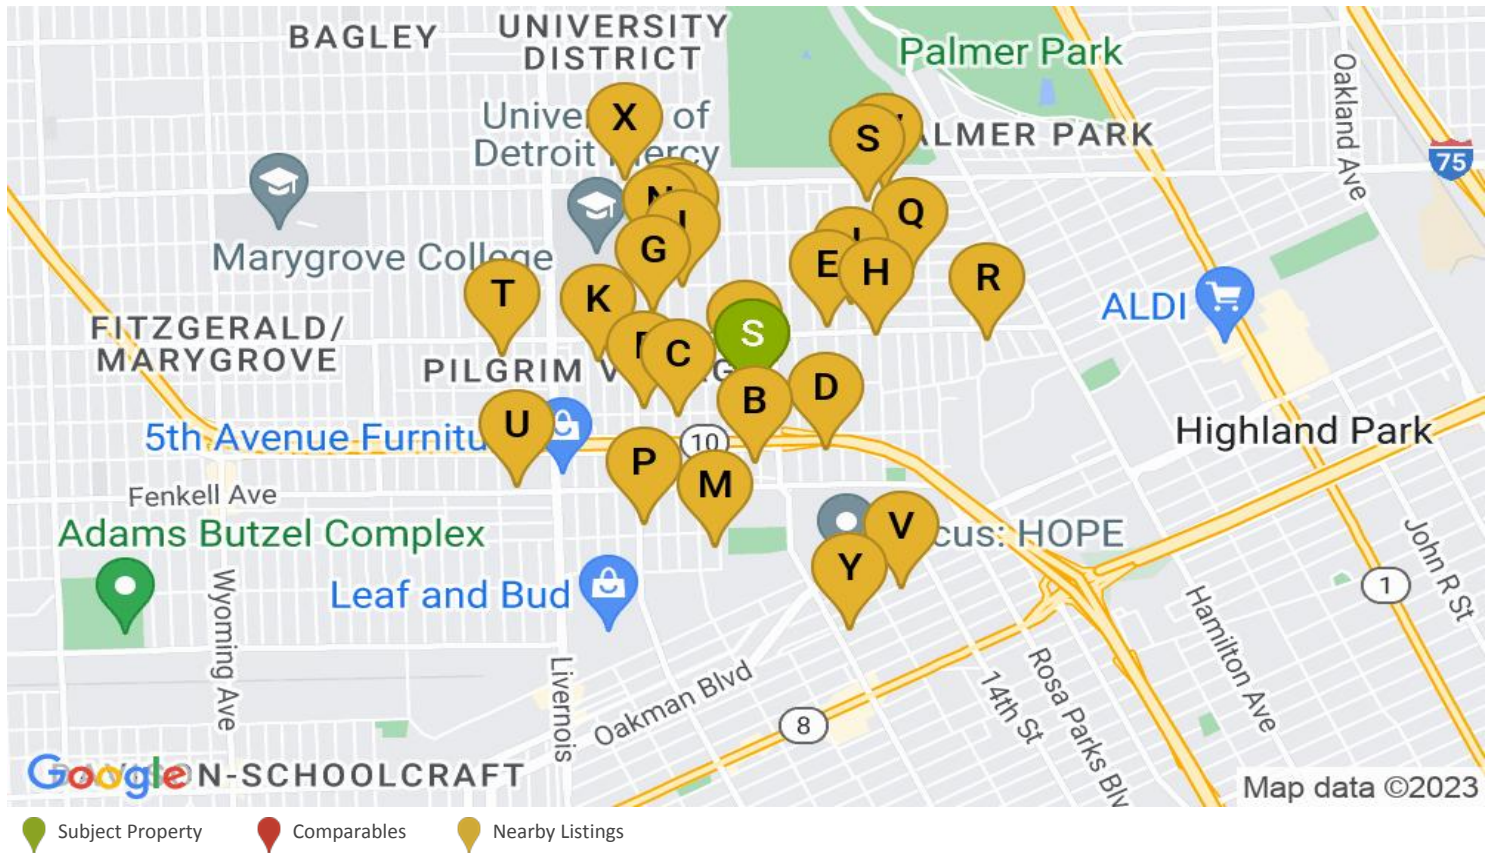 BAGLEY
UNIVERSITY
DISTRICT
Palmer Park
Oakland Ave
X
Unive of
Detroit ercy
S
ALMER PARK
75
N
Q
Marygrove College
G
E
H
R
T
K
ALDI
S
FITZGERALD/
MARYGROVE
C
PILGRIM V G
B
D
U
5th Avenue Furnitu
10
Highland Park
P
M
Fenkell Ave
Adams Butzel Complex
V
cus: HOPE
Y
Leaf and Bud
1
John R St
Wyoming Ave
Hamilton Ave
Livernois
Oakman Blvd
14th St
Rosa Parks Blv
8
Google
N-SCHOOLCRAFT
Map data ©2023
Subject Property
Comparables
Nearby Listings